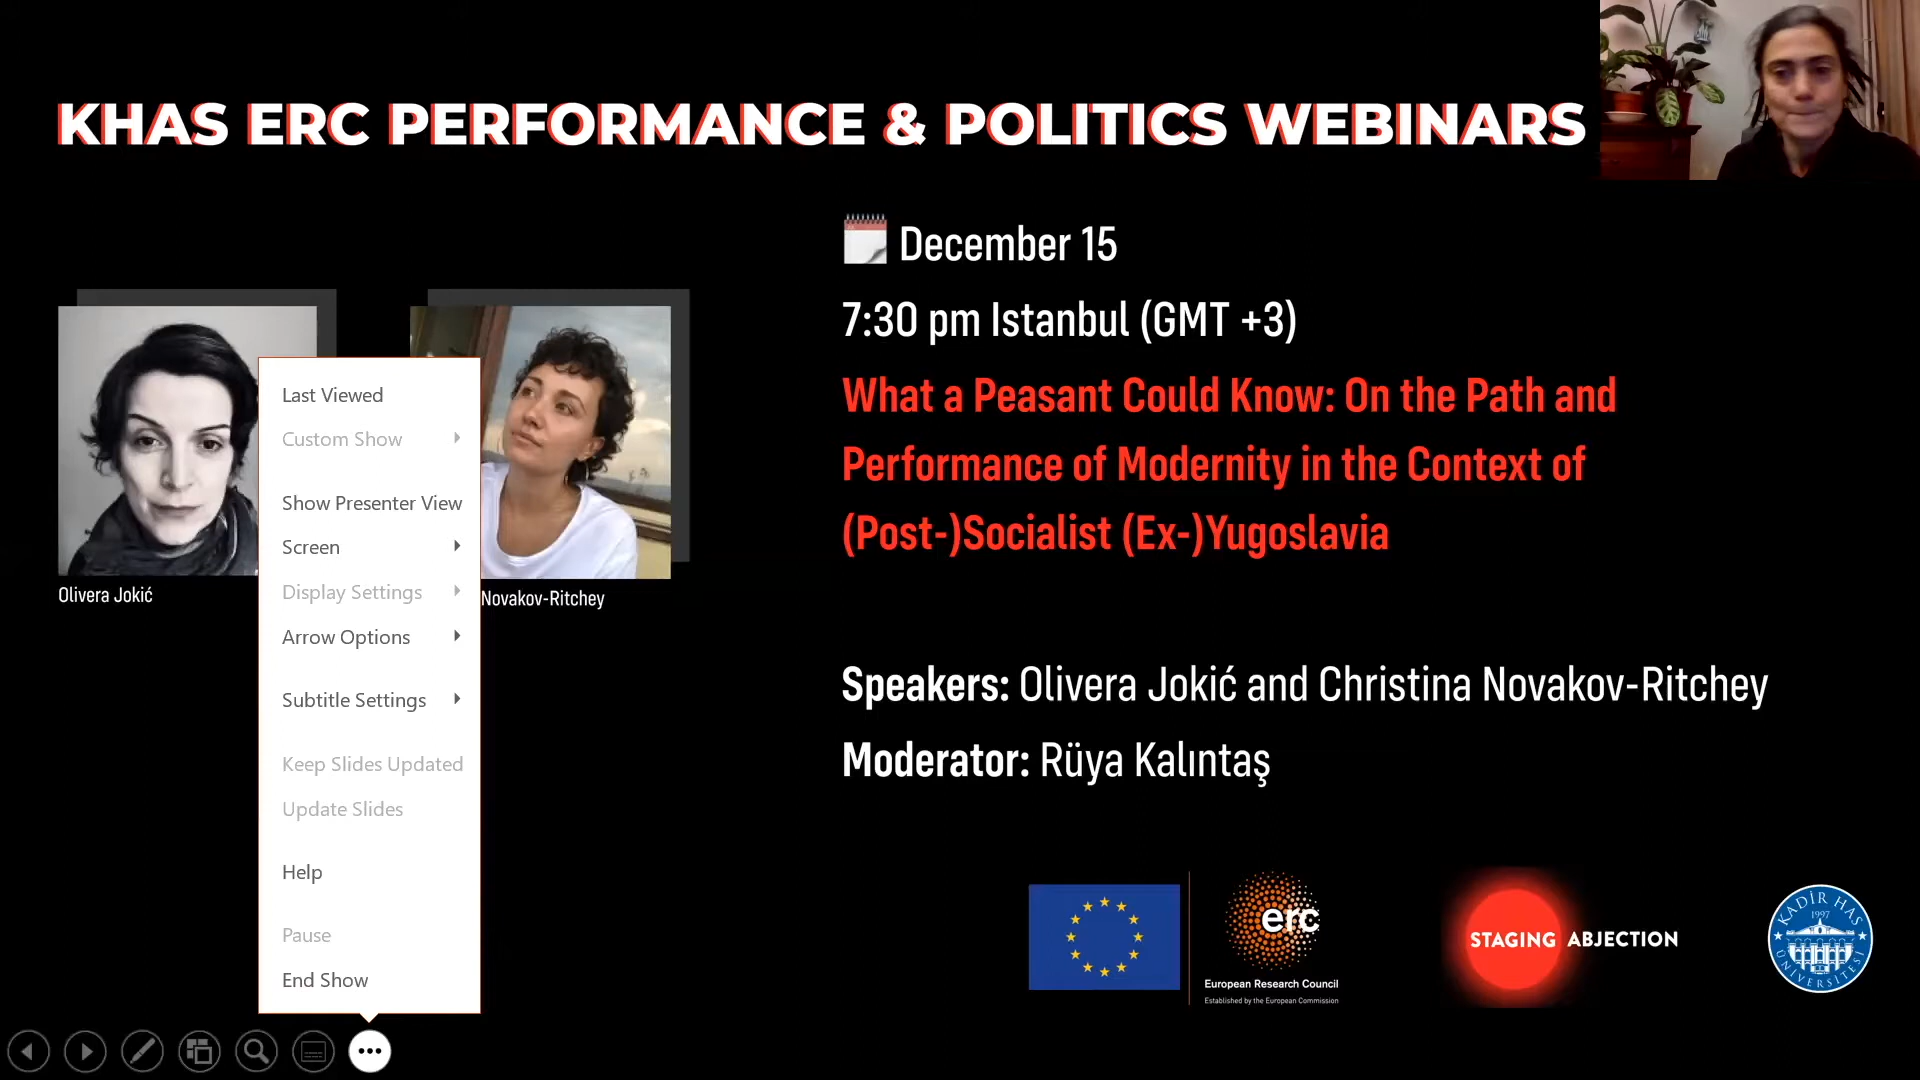 KHAS ERC PERFORMANCE & POLITICS WEBINARS
December 15
7:30 pm Istanbul (GMT +3)
What a Peasant Could Know: On the Path and
Performance of Modernity in the Context of
(Post-)Socialist (Ex-)Yugoslavia
Speakers: Olivera Jokić and Christina Novakov-Ritchey
Moderator: Rüya Kalıntaş
Olivera Jokić
Novakov-Ritchey
Last Viewed
Custom Show
Show Presenter View
Screen
Display Settings
Arrow Options
Subtitle Settings
Keep Slides Updated
Update Slides
Help
Pause
End Show
erc
European Research Council
Established by the European Commission
STAGING ABJECTION
KADİR HAS
1997
ÜNİVERSİTESİ